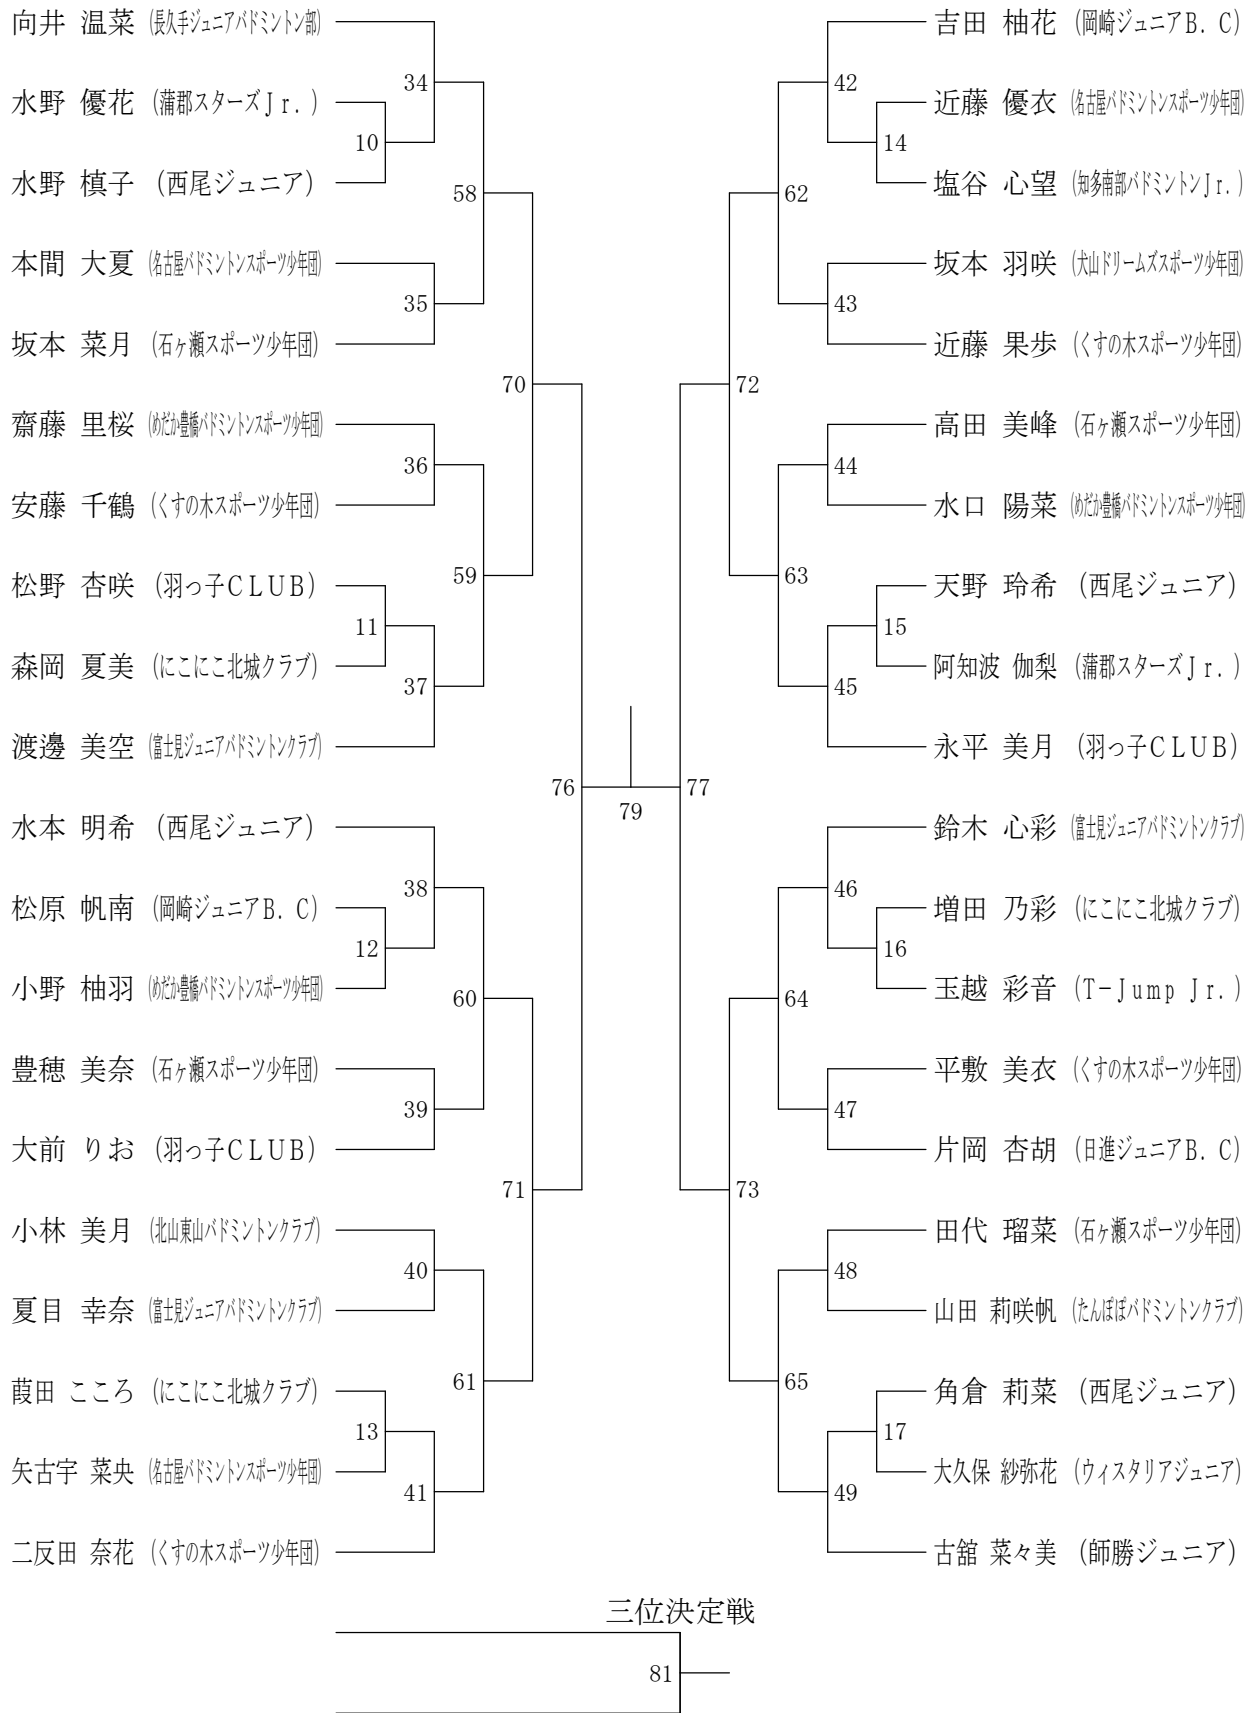 向井 温菜 (長久手ジュニアバドミントン部)
34
水野 優花 (蒲郡スターズJr.)
10
水野 槙子 (西尾ジュニア)
58
本間 大夏 (名古屋バドミントンスポーツ少年団)
35
坂本 菜月 (石ヶ瀬スポーツ少年団)
70
齋藤 里桜 (めだか豊橋バドミントンスポーツ少年団)
36
安藤 千鶴 (くすの木スポーツ少年団)
59
松野 杏咲 (羽っ子CLUB)
11
森岡 夏美 (にこにこ北城クラブ)
37
渡邊 美空 (富士見ジュニアバドミントンクラブ)
76
水本 明希 (西尾ジュニア)
38
松原 帆南 (岡崎ジュニアB.C)
12
小野 柚羽 (めだか豊橋バドミントンスポーツ少年団)
60
豊穂 美奈 (石ヶ瀬スポーツ少年団)
39
大前 りお (羽っ子CLUB)
71
小林 美月 (北山東山バドミントンクラブ)
40
夏目 幸奈 (富士見ジュニアバドミントンクラブ)
61
葭田 こころ (にこにこ北城クラブ)
13
矢古宇 菜央 (名古屋バドミントンスポーツ少年団)
41
二反田 奈花 (くすの木スポーツ少年団)
79
吉田 柚花 (岡崎ジュニアB.C)
42
近藤 優衣 (名古屋バドミントンスポーツ少年団)
14
塩谷 心望 (知多南部バドミントンJr.)
62
坂本 羽咲 (犬山ドリームズスポーツ少年団)
43
近藤 果歩 (くすの木スポーツ少年団)
72
高田 美峰 (石ヶ瀬スポーツ少年団)
44
水口 陽菜 (めだか豊橋バドミントンスポーツ少年団)
63
天野 玲希 (西尾ジュニア)
15
阿知波 伽梨 (蒲郡スターズJr.)
45
永平 美月 (羽っ子CLUB)
77
鈴木 心彩 (富士見ジュニアバドミントンクラブ)
46
増田 乃彩 (にこにこ北城クラブ)
16
玉越 彩音 (T-Jump Jr.)
64
平敷 美衣 (くすの木スポーツ少年団)
47
片岡 杏胡 (日進ジュニアB.C)
73
田代 瑠菜 (石ヶ瀬スポーツ少年団)
48
山田 莉咲帆 (たんぽぽバドミントンクラブ)
65
角倉 莉菜 (西尾ジュニア)
17
大久保 紗弥花 (ウィスタリアジュニア)
49
古舘 菜々美 (師勝ジュニア)
三位決定戦
81